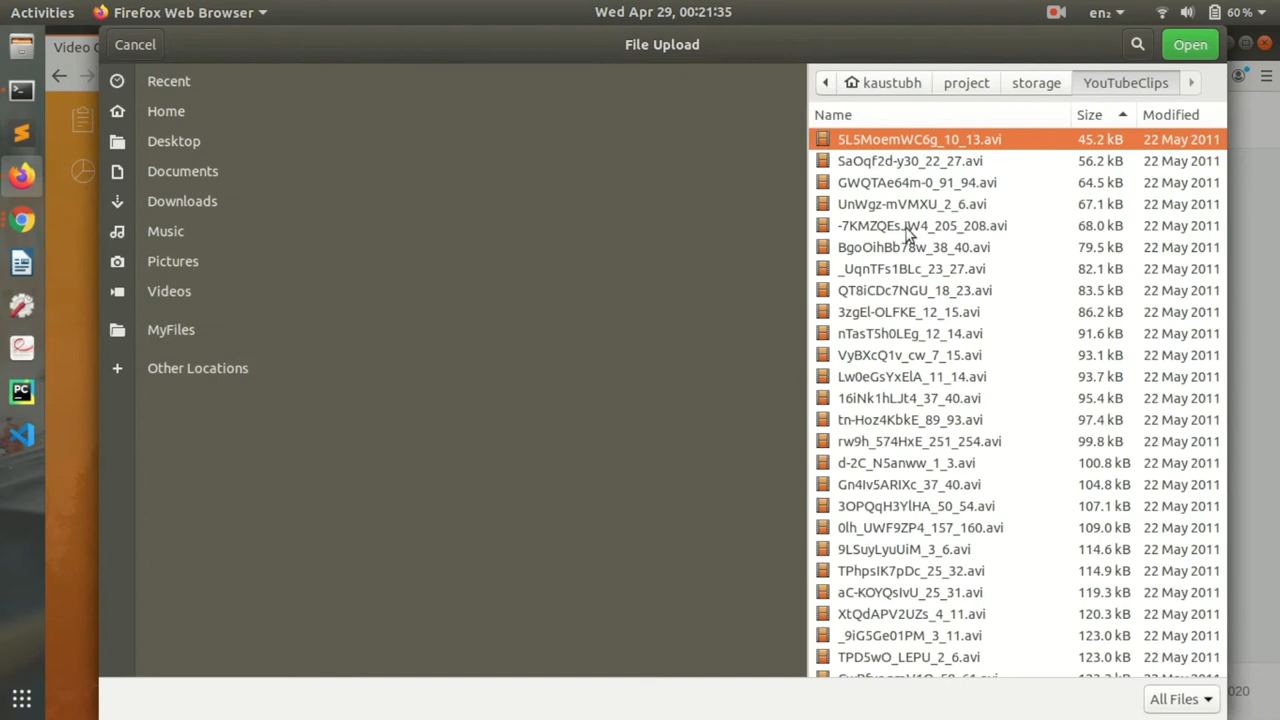 Activities Firefox Web Browser Wed Apr 29, 00:21:35 en₂ 60 %
Video
Cancel File Upload Open
Recent
Home
Desktop
Documents
Downloads
Music
Pictures
Videos
MyFiles
Other Locations
kaustubh project storage YouTubeClips
Name Size Modified
5L5MoemWC6g_10_13.avi 45.2 kB 22 May 2011
SaOqf2d-y30_22_27.avi 56.2 kB 22 May 2011
GWQTAe64m-0_91_94.avi 64.5 kB 22 May 2011
UnWgz-mVMXU_2_6.avi 67.1 kB 22 May 2011
68.0 kB 22 May 2011
BgoOihBb78w_38_40.avi 79.5 kB 22 May 2011
_UqnTFs1BLc_23_27.avi 82.1 kB 22 May 2011
QT8iCDc7NGU_18_23.avi 83.5 kB 22 May 2011
3zgEl-OLFKE_12_15.avi 86.2 kB 22 May 2011
nTasT5h0LEg_12_14.avi 91.6 kB 22 May 2011
VyBXcQ1v_cw_7_15.avi 93.1 kB 22 May 2011
Lw0eGsYxElA_11_14.avi 93.7 kB 22 May 2011
16iNk1hLJt4_37_40.avi 95.4 kB 22 May 2011
tn-Hoz4KbkE_89_93.avi 97.4 kB 22 May 2011
rw9h_574HxE_251_254.avi 99.8 kB 22 May 2011
d-2C_N5anww_1_3.avi 100.8 kB 22 May 2011
Gn4Iv5ARIXc_37_40.avi 104.8 kB 22 May 2011
3OPQqH3YlHA_50_54.avi 107.1 kB 22 May 2011
0lh_UWF9ZP4_157_160.avi 109.0 kB 22 May 2011
9LSuyLyuUiM_3_6.avi 114.6 kB 22 May 2011
TPhpsIK7pDc_25_32.avi 114.9 kB 22 May 2011
aC-KOYQsIvU_25_31.avi 119.3 kB 22 May 2011
XtQdAPV2UZs_4_11.avi 120.3 kB 22 May 2011
_9iG5Ge01PM_3_11.avi 123.0 kB 22 May 2011
TPD5wO_LEPU_2_6.avi 123.0 kB 22 May 2011
All Files
020